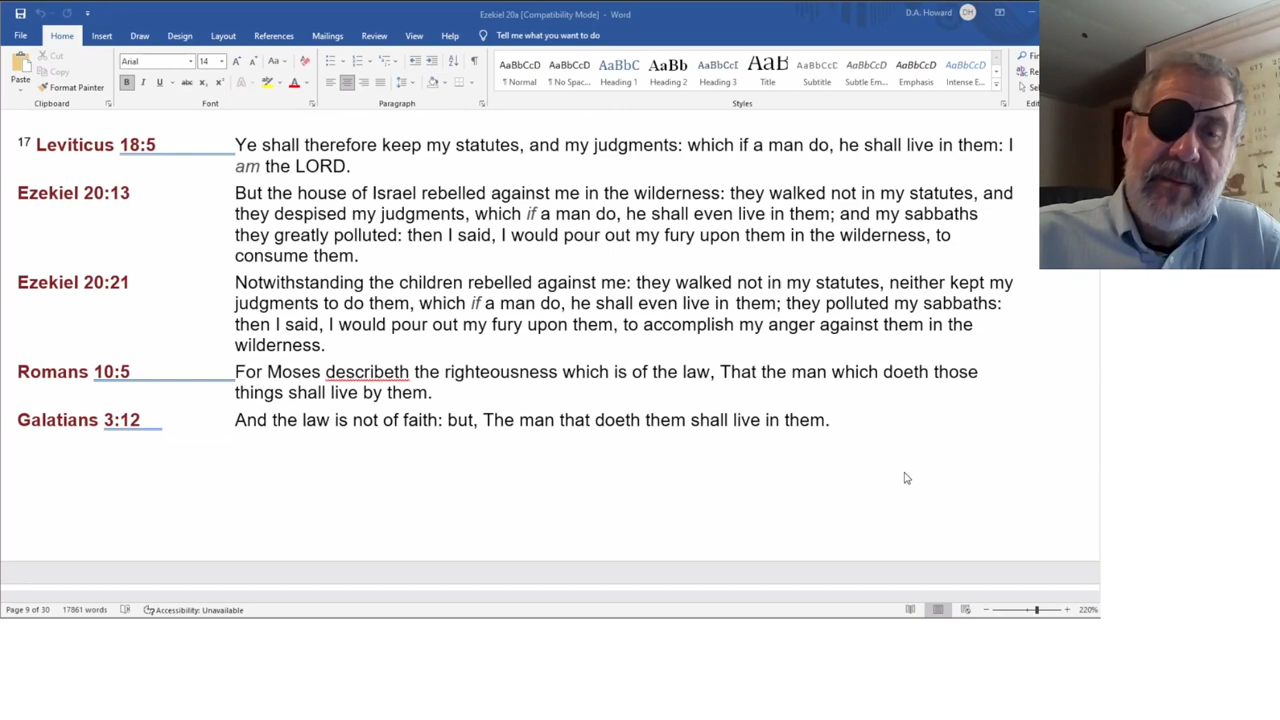 Ezekiel 20a [Compatibility Mode] - Word
D.A. Howard DH
File Home Insert Draw Design Layout References Mailings Review View Help Tell me what you want to do
Paste
Cut
Copy
Format Painter
Clipboard
Arial 14
Font
Paragraph
AaBbCcD AaBbCcD AaBbC AaBb AaBbCcI AaB AaBbCcD AaBbCcD AaBbCcD AaBbCcD
¶ Normal ¶ No Spac... Heading 1 Heading 2 Heading 3 Title Subtitle Subtle Em... Emphasis Intense E...
Styles
17 Leviticus 18:5 Ye shall therefore keep my statutes, and my judgments: which if a man do, he shall live in them: I
am the LORD.
Ezekiel 20:13 But the house of Israel rebelled against me in the wilderness: they walked not in my statutes, and
they despised my judgments, which if a man do, he shall even live in them; and my sabbaths
they greatly polluted: then I said, I would pour out my fury upon them in the wilderness, to
consume them.
Ezekiel 20:21 Notwithstanding the children rebelled against me: they walked not in my statutes, neither kept my
judgments to do them, which if a man do, he shall even live in them; they polluted my sabbaths:
then I said, I would pour out my fury upon them, to accomplish my anger against them in the
wilderness.
Romans 10:5 For Moses describeth the righteousness which is of the law, That the man which doeth those
things shall live by them.
Galatians 3:12 And the law is not of faith: but, The man that doeth them shall live in them.
Page 9 of 30 17861 words Accessibility: Unavailable 220%